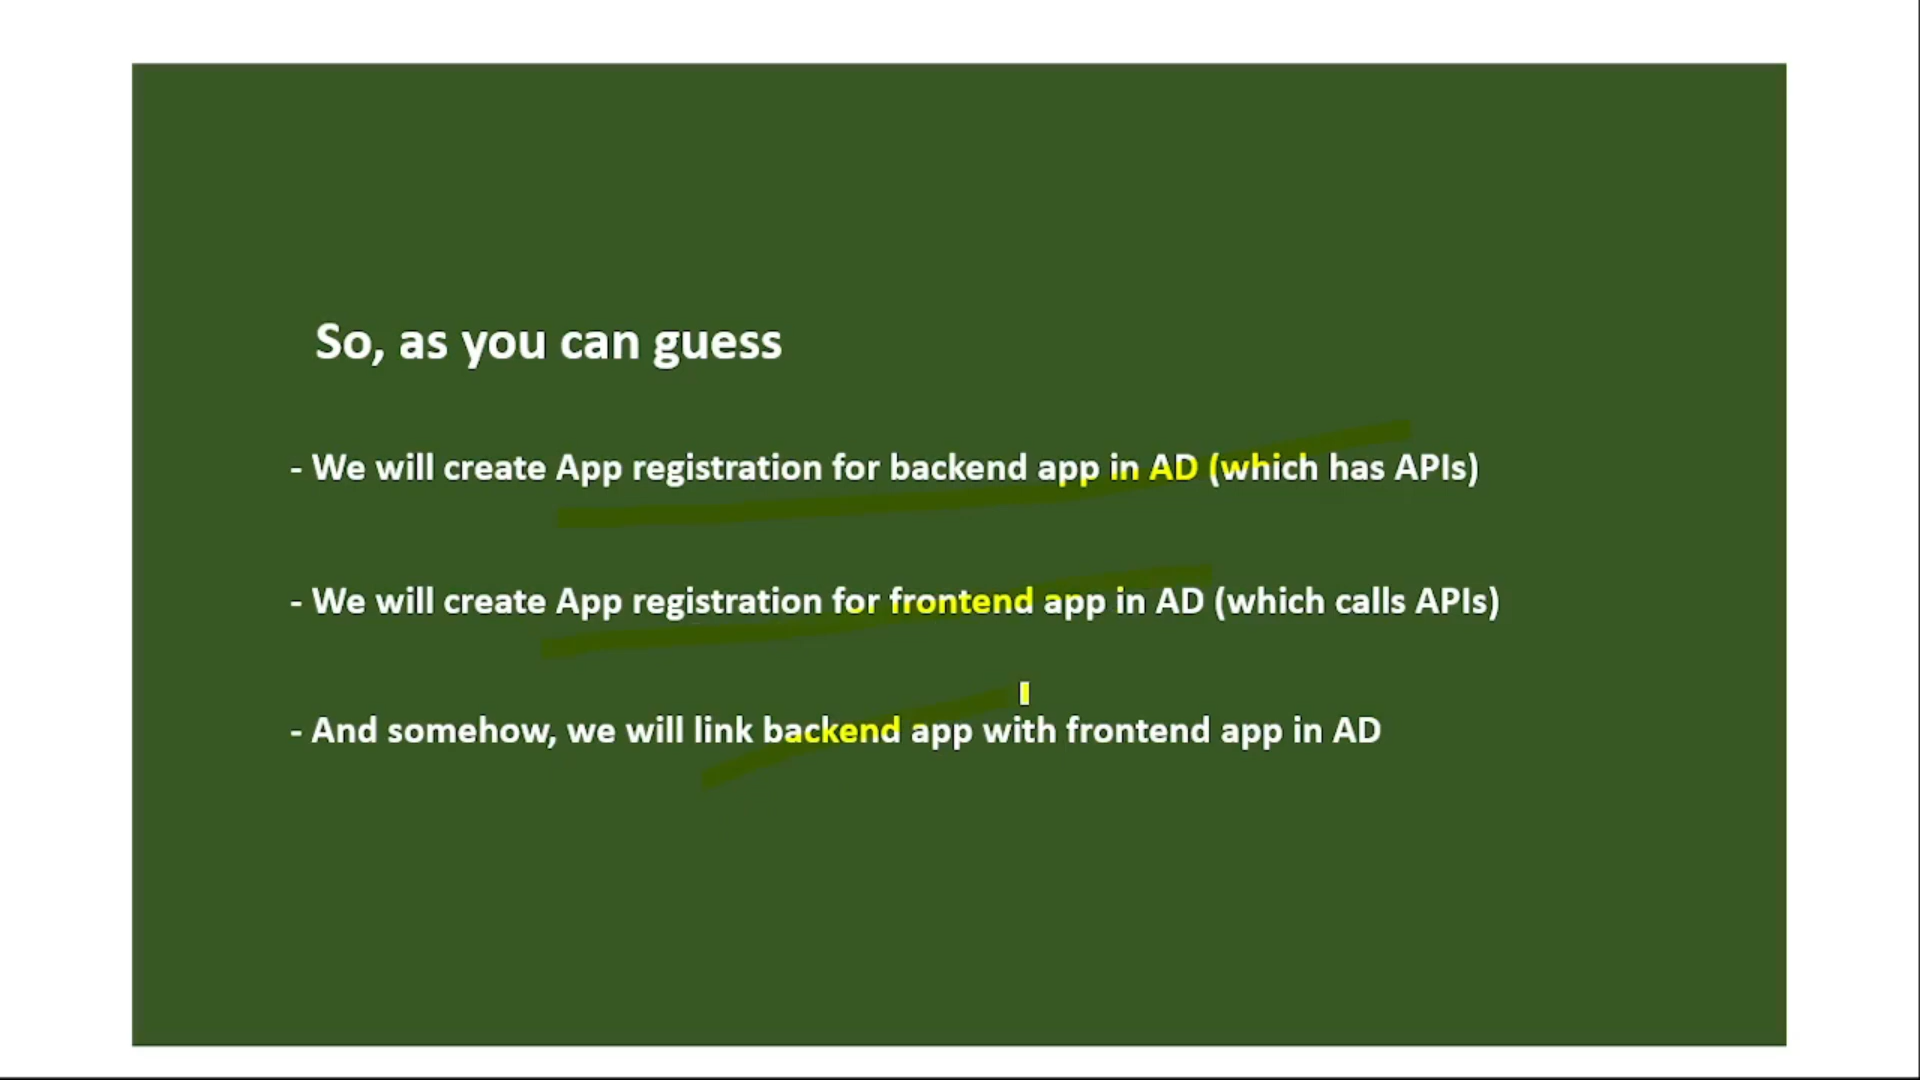 So, as you can guess
- We will create App registration for backend app in AD (which has APIs)
- We will create App registration for frontend app in AD (which calls APIs)
- And somehow, we will link backend app with frontend app in AD